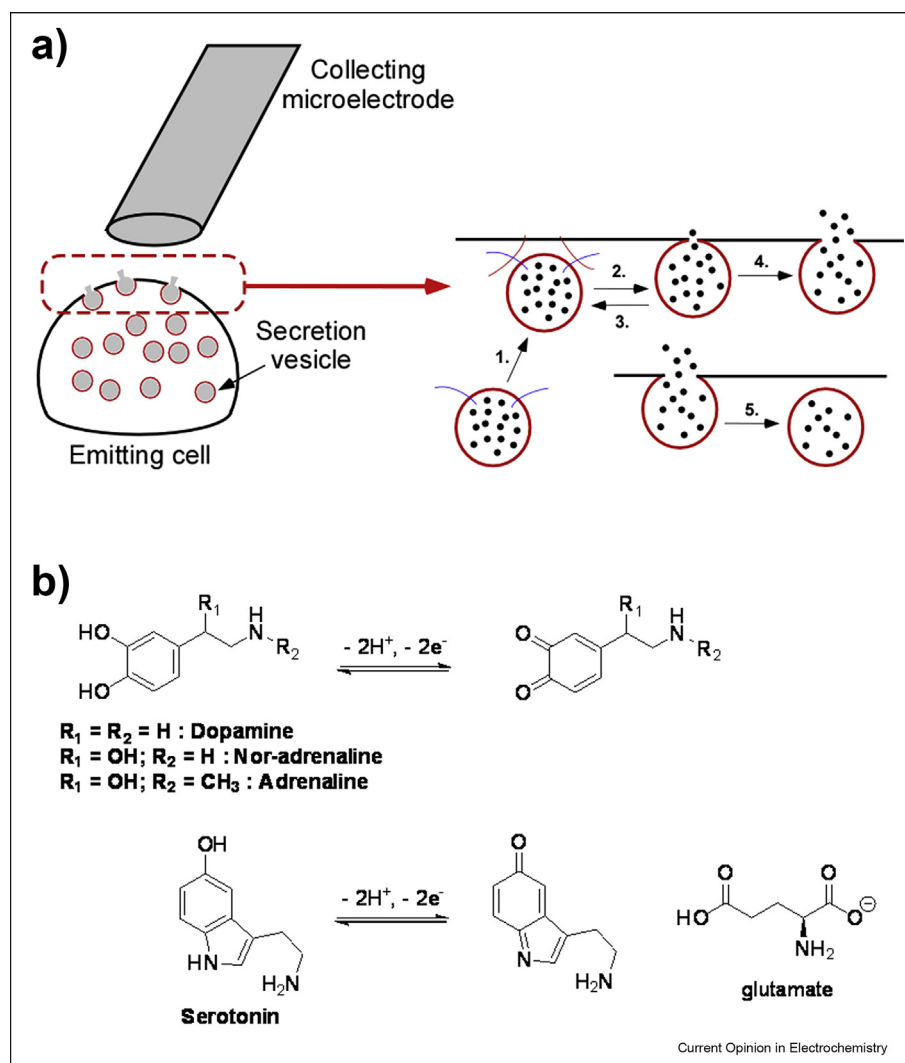 a)
Collecting
microelectrode
Secretion
vesicle
Emitting cell
1.
2.
3.
4.
5.
b)
HO
HO
R₁
H
N
R₂
- 2H⁺, - 2e⁻
O
O
R₁
H
N
R₂
R₁ = R₂ = H : Dopamine
R₁ = OH; R₂ = H : Nor-adrenaline
R₁ = OH; R₂ = CH₃ : Adrenaline
OH
HN
H₂N
Serotonin
- 2H⁺, - 2e⁻
O
N
H₂N
O
HO
O
O⊖
NH₂
glutamate
Current Opinion in Electrochemistry